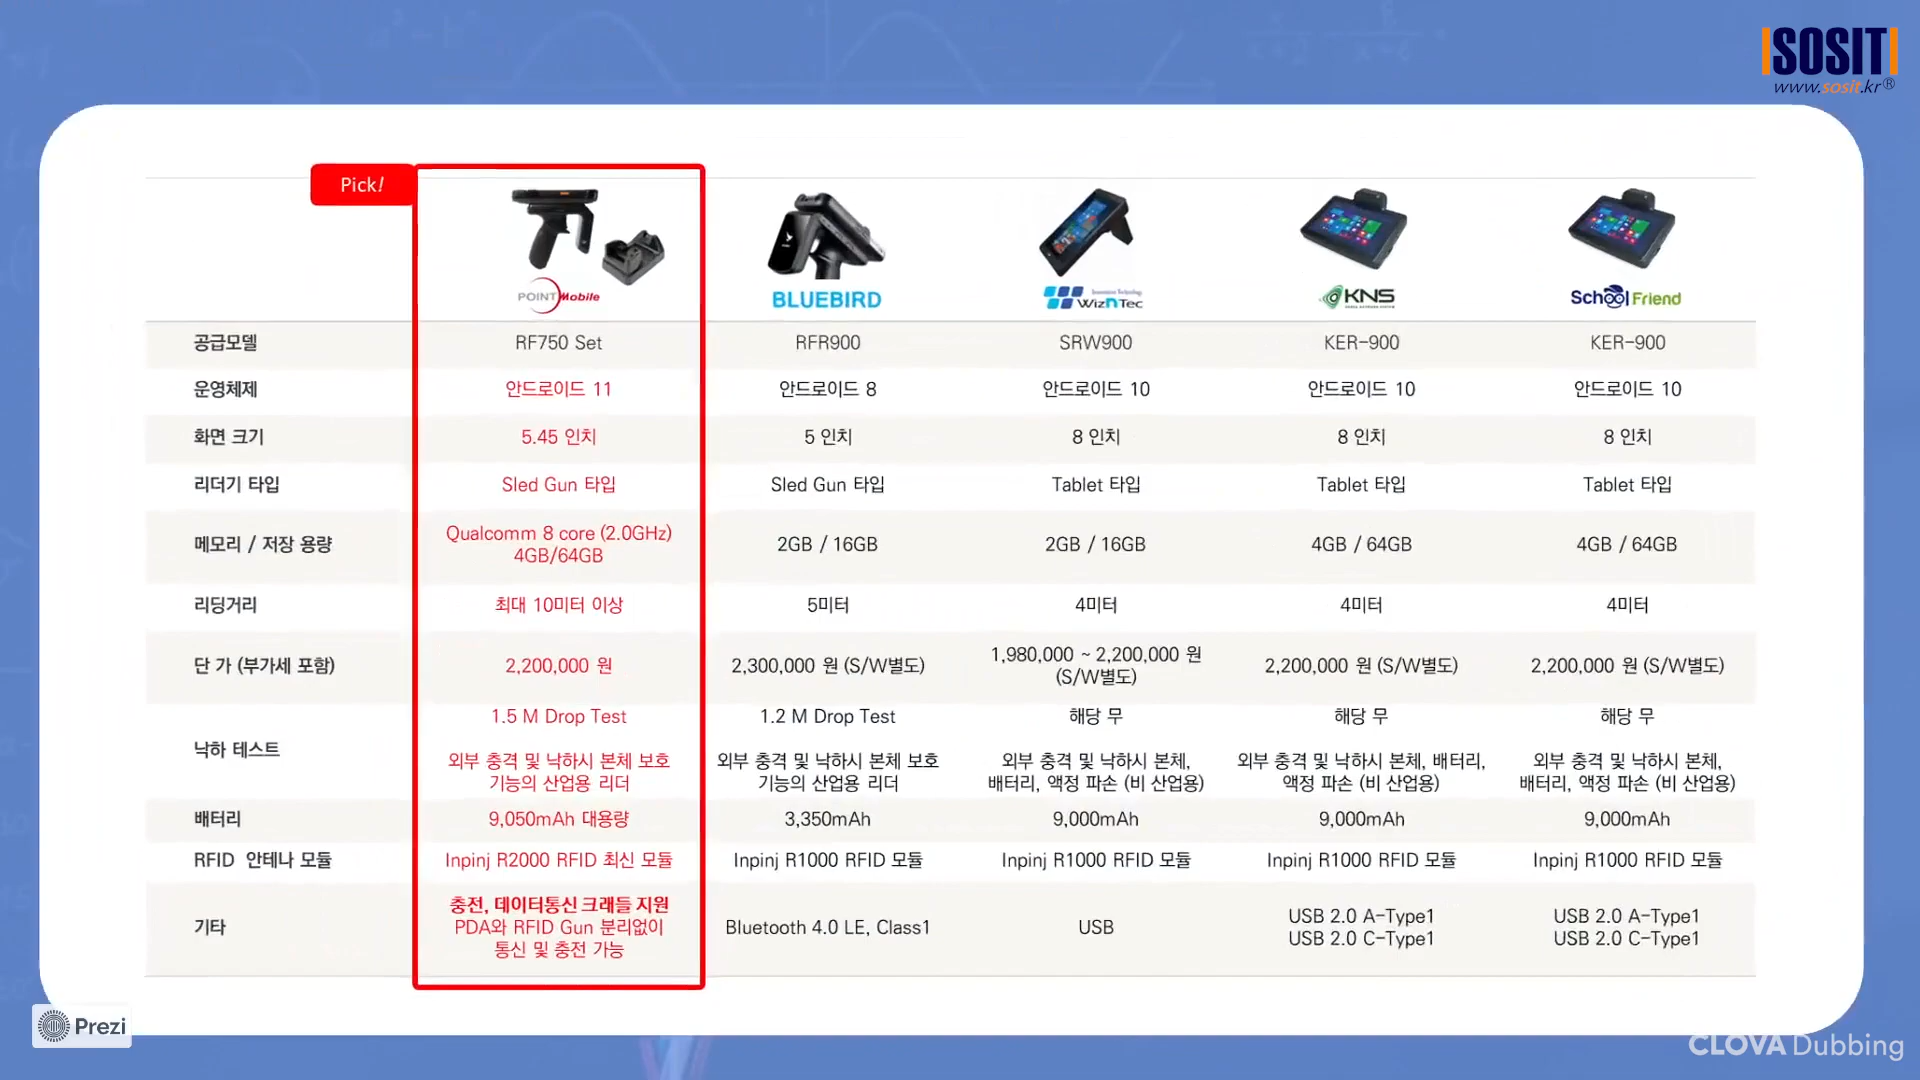 SOSIT
www.sosit.kr®
Pick!
POINT Mobile
BLUEBIRD
Innovative Technology
WiznTec
KNS
School Friend
공급모델 RF750 Set RFR900 SRW900 KER-900 KER-900
운영체제 안드로이드 11 안드로이드 8 안드로이드 10 안드로이드 10 안드로이드 10
화면 크기 5.45 인치 5 인치 8 인치 8 인치 8 인치
리더기 타입 Sled Gun 타입 Sled Gun 타입 Tablet 타입 Tablet 타입 Tablet 타입
메모리 / 저장 용량 Qualcomm 8 core (2.0GHz)
4GB/64GB 2GB / 16GB 2GB / 16GB 4GB / 64GB 4GB / 64GB
리딩거리 최대 10미터 이상 5미터 4미터 4미터 4미터
단 가 (부가세 포함) 2,200,000 원 2,300,000 원 (S/W별도) 1,980,000 ~ 2,200,000 원
(S/W별도) 2,200,000 원 (S/W별도) 2,200,000 원 (S/W별도)
낙하 테스트
1.5 M Drop Test 1.2 M Drop Test 해당 무 해당 무 해당 무
외부 충격 및 낙하시 본체 보호 외부 충격 및 낙하시 본체 보호 외부 충격 및 낙하시 본체, 외부 충격 및 낙하시 본체, 배터리, 외부 충격 및 낙하시 본체,
기능의 산업용 리더 기능의 산업용 리더 배터리, 액정 파손 (비 산업용) 액정 파손 (비 산업용) 배터리, 액정 파손 (비 산업용)
배터리 9,050mAh 대용량 3,350mAh 9,000mAh 9,000mAh 9,000mAh
RFID 안테나 모듈 Inpinj R2000 RFID 최신 모듈 Inpinj R1000 RFID 모듈 Inpinj R1000 RFID 모듈 Inpinj R1000 RFID 모듈 Inpinj R1000 RFID 모듈
기타
충전, 데이터통신 크래들 지원
PDA와 RFID Gun 분리없이
통신 및 충전 가능
Bluetooth 4.0 LE, Class1
USB
USB 2.0 A-Type1
USB 2.0 C-Type1
USB 2.0 A-Type1
USB 2.0 C-Type1
Prezi
CLOVA Dubbing